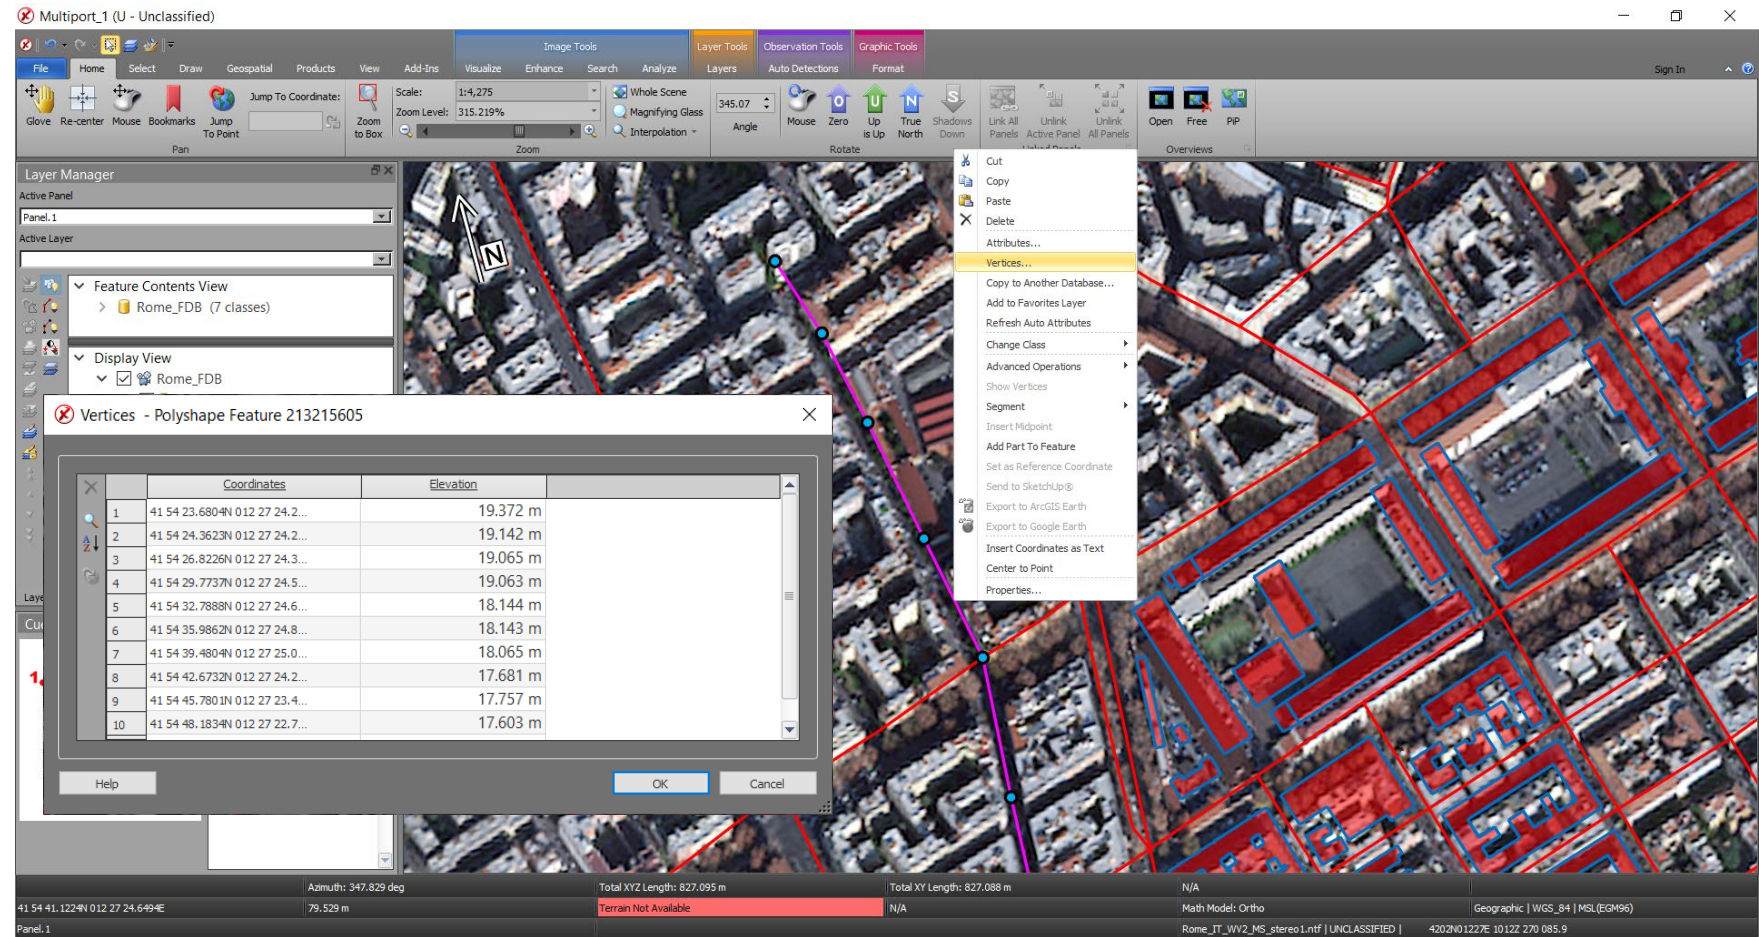 Multiport_1 (U - Unclassified)
Image Tools
Layer Tools
Observation Tools
Graphic Tools
File Home Select Draw Geospatial Products View Add-Ins Visualize Enhance Search Analyze Layers Auto Detections Format Sign In
Glove
Re-center
Mouse
Bookmarks
Jump To Point
Jump To Coordinate:
Pan
Zoom to Box
Scale: 1:4,275
Zoom Level: 315.219%
Whole Scene
Magnifying Glass
Interpolation
Zoom
345.07
Angle
Mouse
Zero
Up is Up
True North
Shadows Down
Rotate
Link All Panels
Unlink Active Panel
Unlink All Panels
Open
Free
PiP
Overviews
Layer Manager
Active Panel
Panel.1
Active Layer
Feature Contents View
Rome_FDB (7 classes)
Display View
Rome_FDB
N
Cut
Copy
Paste
Delete
Attributes...
Vertices...
Copy to Another Database...
Add to Favorites Layer
Refresh Auto Attributes
Change Class
Advanced Operations
Show Vertices
Segment
Insert Midpoint
Add Part To Feature
Set as Reference Coordinate
Send to SketchUp®
Export to ArcGIS Earth
Export to Google Earth
Insert Coordinates as Text
Center to Point
Properties...
Vertices - Polyshape Feature 213215605
Coordinates Elevation
1 41 54 23.6804N 012 27 24.2... 19.372 m
2 41 54 24.3623N 012 27 24.2... 19.142 m
3 41 54 26.8226N 012 27 24.3... 19.065 m
4 41 54 29.7737N 012 27 24.5... 19.063 m
5 41 54 32.7888N 012 27 24.6... 18.144 m
6 41 54 35.9862N 012 27 24.8... 18.143 m
7 41 54 39.4804N 012 27 25.0... 18.065 m
8 41 54 42.6732N 012 27 24.2... 17.681 m
9 41 54 45.7801N 012 27 23.4... 17.757 m
10 41 54 48.1834N 012 27 22.7... 17.603 m
Help
OK
Cancel
Azimuth: 347.829 deg
Total XYZ Length: 827.095 m
Total XY Length: 827.088 m
N/A
41 54 41.1224N 012 27 24.6494E
79.529 m
Terrain Not Available
N/A
Math Model: Ortho
Geographic | WGS_84 | MSL(EGM96)
Panel.1
Rome_IT_WV2_MS_stereo1.ntf | UNCLASSIFIED |
4202N01227E 1012Z 270 085.9